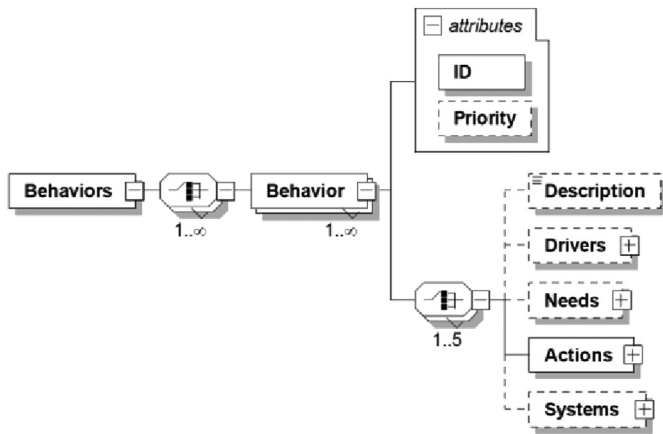 attributes
ID
Priority
Behaviors
1..∞
Behavior
1..∞
1..5
Description
Drivers
Needs
Actions
Systems